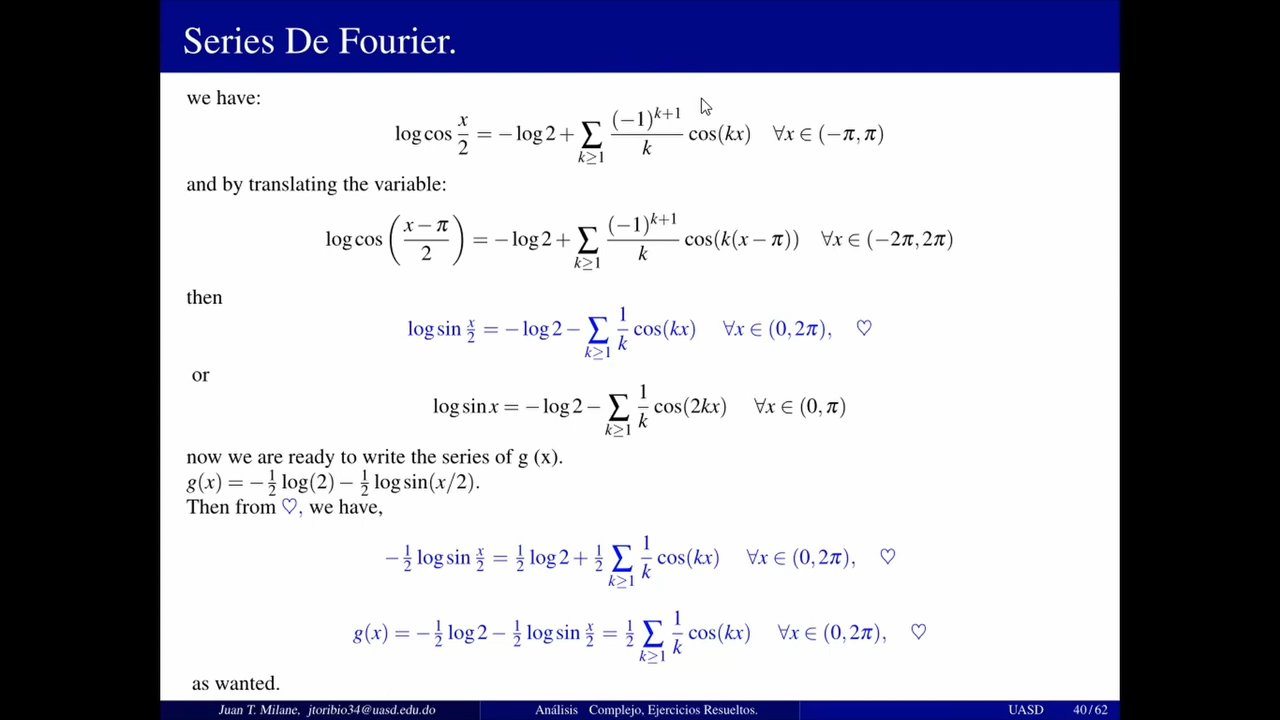 Series De Fourier.
we have:
log cos x/2 = − log 2 + ∑_{k≥1} (−1)^{k+1}/k cos(kx) ∀x ∈ (−π, π)
and by translating the variable:
log cos ((x − π)/2) = − log 2 + ∑_{k≥1} (−1)^{k+1}/k cos(k(x − π)) ∀x ∈ (−2π, 2π)
then
log sin x/2 = − log 2 − ∑_{k≥1} 1/k cos(kx) ∀x ∈ (0, 2π), ♡
or
log sin x = − log 2 − ∑_{k≥1} 1/k cos(2kx) ∀x ∈ (0, π)
now we are ready to write the series of g (x).
g(x) = −1/2 log(2) − 1/2 log sin(x/2).
Then from ♡, we have,
−1/2 log sin x/2 = 1/2 log 2 + 1/2 ∑_{k≥1} 1/k cos(kx) ∀x ∈ (0, 2π), ♡
g(x) = −1/2 log 2 − 1/2 log sin x/2 = 1/2 ∑_{k≥1} 1/k cos(kx) ∀x ∈ (0, 2π), ♡
as wanted.
Juan T. Milane, jtoribio34@uasd.edu.do Análisis Complejo, Ejercicios Resueltos. UASD 40/62